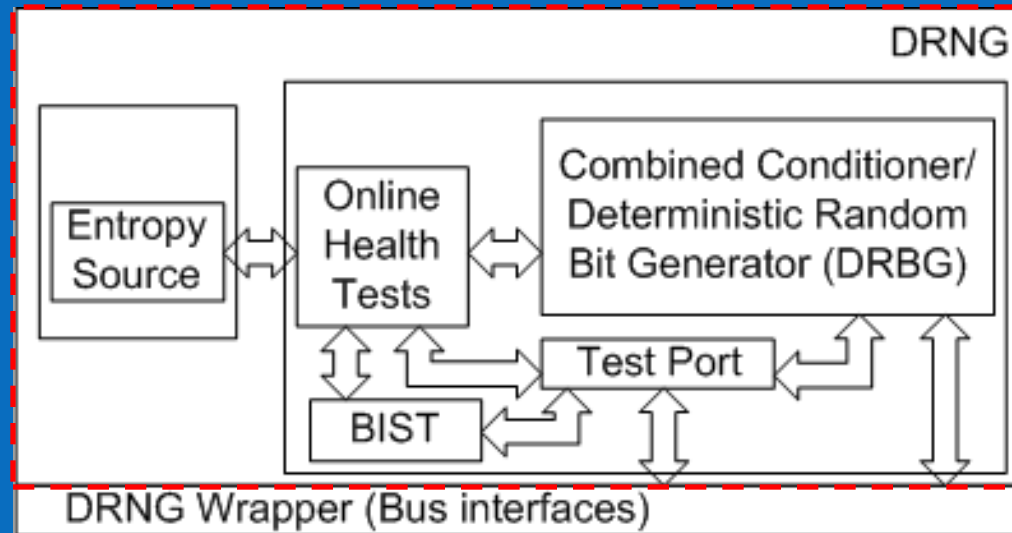 DRNG
Entropy
Source
Online
Health
Tests
Combined Conditioner/
Deterministic Random
Bit Generator (DRBG)
Test Port
BIST
DRNG Wrapper (Bus interfaces)